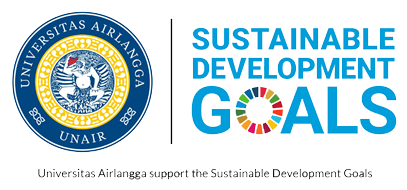 UNIVERSITAS AIRLANGGA
UNAIR
SUSTAINABLE
DEVELOPMENT
GOALS
Universitas Airlangga support the Sustainable Development Goals